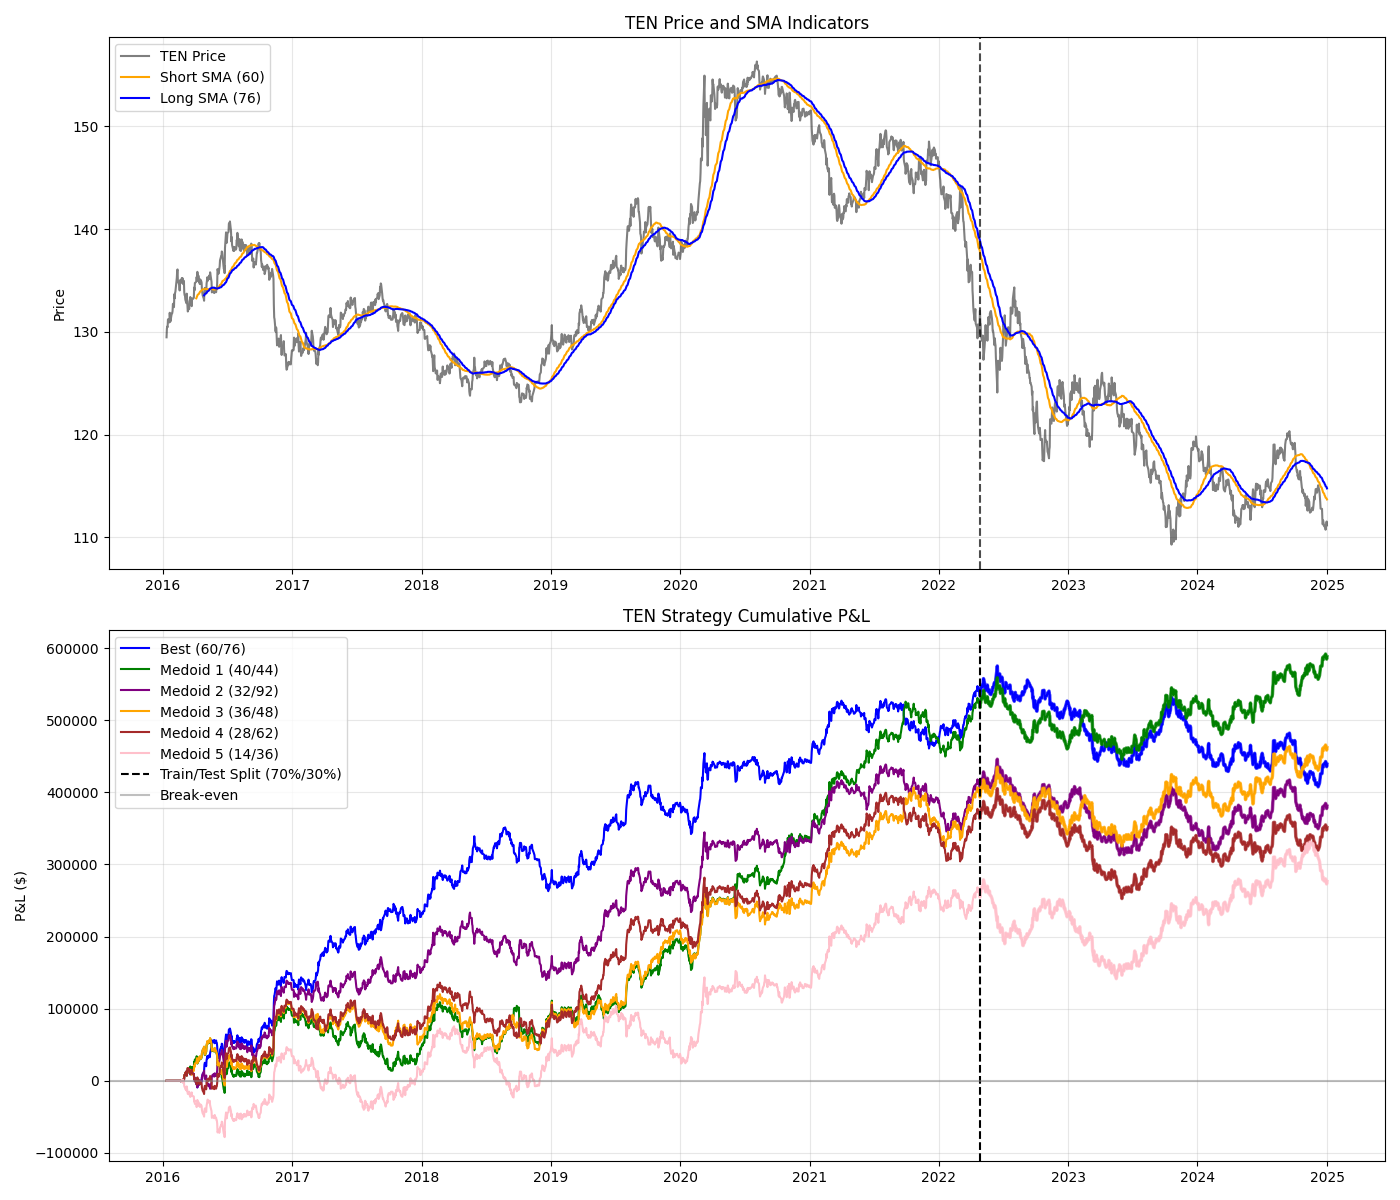 TEN Price and SMA Indicators
TEN Price
Short SMA (60)
Long SMA (76)
Price
150
140
130
120
110
2016 2017 2018 2019 2020 2021 2022 2023 2024 2025
TEN Strategy Cumulative P&L
Best (60/76)
Medoid 1 (40/44)
Medoid 2 (32/92)
Medoid 3 (36/48)
Medoid 4 (28/62)
Medoid 5 (14/36)
Train/Test Split (70%/30%)
Break-even
P&L ($)
600000
500000
400000
300000
200000
100000
0
−100000
2016 2017 2018 2019 2020 2021 2022 2023 2024 2025